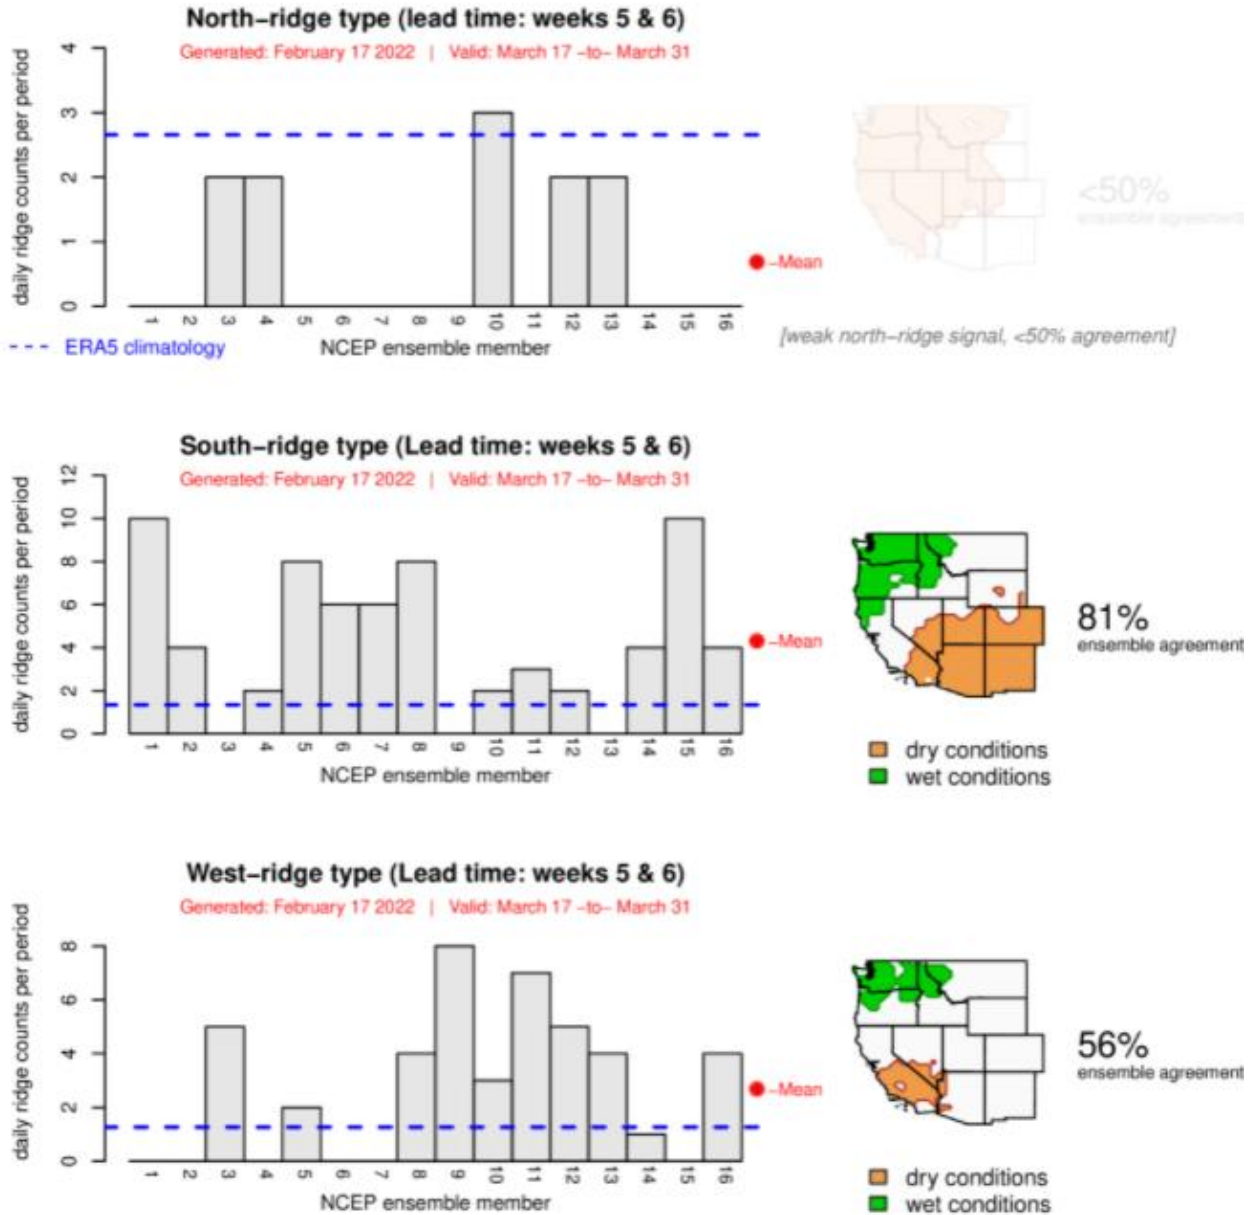 North–ridge type (lead time: weeks 5 & 6)
Generated: February 17 2022 | Valid: March 17 –to– March 31
daily ridge counts per period
4
3
2
1
0
1 2 3 4 5 6 7 8 9 10 11 12 13 14 15 16
NCEP ensemble member
--- ERA5 climatology
–Mean
<50%
ensemble agreement
[weak north–ridge signal, <50% agreement]
South–ridge type (Lead time: weeks 5 & 6)
Generated: February 17 2022 | Valid: March 17 –to– March 31
daily ridge counts per period
12
10
8
6
4
2
0
1 2 3 4 5 6 7 8 9 10 11 12 13 14 15 16
NCEP ensemble member
–Mean
81%
ensemble agreement
dry conditions
wet conditions
West–ridge type (Lead time: weeks 5 & 6)
Generated: February 17 2022 | Valid: March 17 –to– March 31
daily ridge counts per period
8
6
4
2
0
1 2 3 4 5 6 7 8 9 10 11 12 13 14 15 16
NCEP ensemble member
–Mean
56%
ensemble agreement
dry conditions
wet conditions